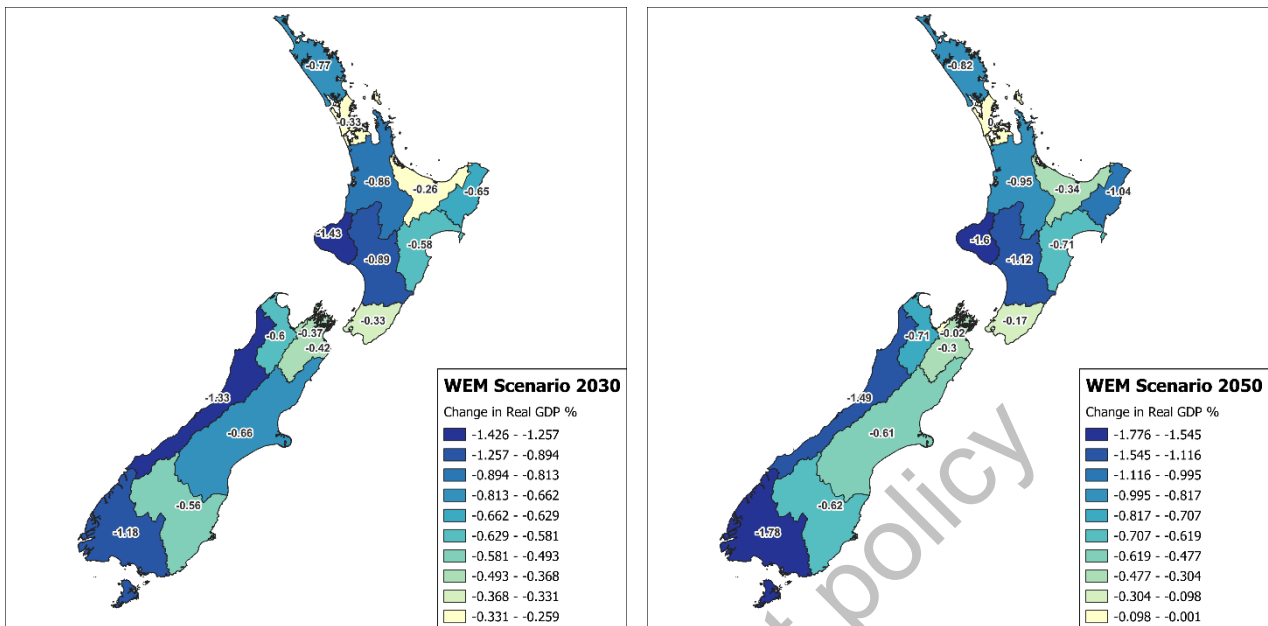 -0.77
-0.33
-0.86
-0.26
-0.65
-1.43
-0.58
-0.89
-0.33
-0.37
-0.6
-0.42
-1.33
-0.66
-0.56
-1.18
WEM Scenario 2030
Change in Real GDP %
-1.426 - -1.257
-1.257 - -0.894
-0.894 - -0.813
-0.813 - -0.662
-0.662 - -0.629
-0.629 - -0.581
-0.581 - -0.493
-0.493 - -0.368
-0.368 - -0.331
-0.331 - -0.259
-0.82
0
-0.95
-0.34
-1.04
-1.6
-0.71
-1.12
-0.17
-0.02
-0.71
-0.3
-1.49
-0.61
-0.62
-1.78
WEM Scenario 2050
Change in Real GDP %
-1.776 - -1.545
-1.545 - -1.116
-1.116 - -0.995
-0.995 - -0.817
-0.817 - -0.707
-0.707 - -0.619
-0.619 - -0.477
-0.477 - -0.304
-0.304 - -0.098
-0.098 - -0.001
policy